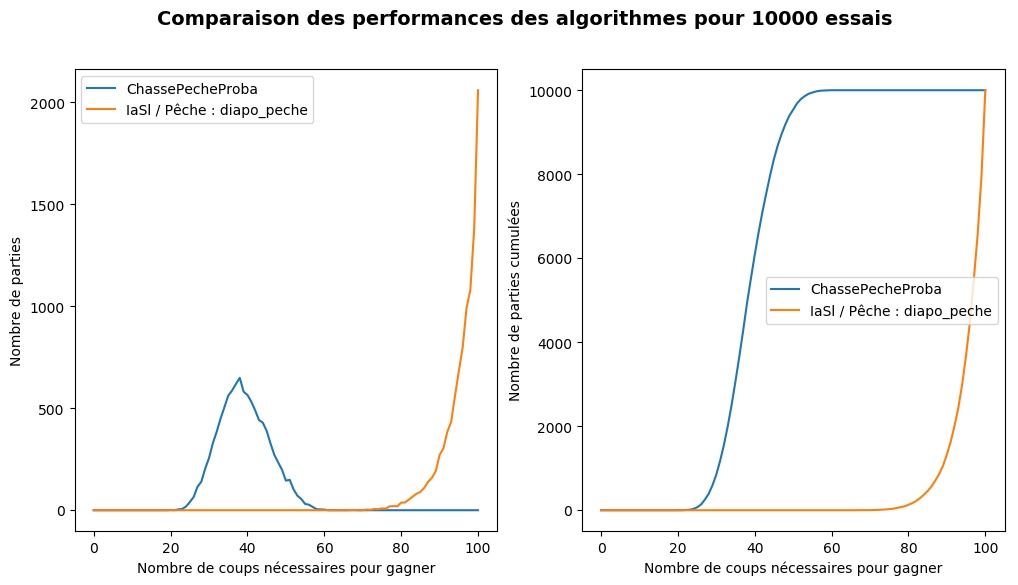 Comparaison des performances des algorithmes pour 10000 essais
ChassePecheProba
IaSl / Pêche : diapo_peche
Nombre de parties
2000
1500
1000
500
0
0 20 40 60 80 100
Nombre de coups nécessaires pour gagner
Nombre de parties cumulées
10000
8000
6000
4000
2000
0
ChassePecheProba
IaSl / Pêche : diapo_peche
0 20 40 60 80 100
Nombre de coups nécessaires pour gagner